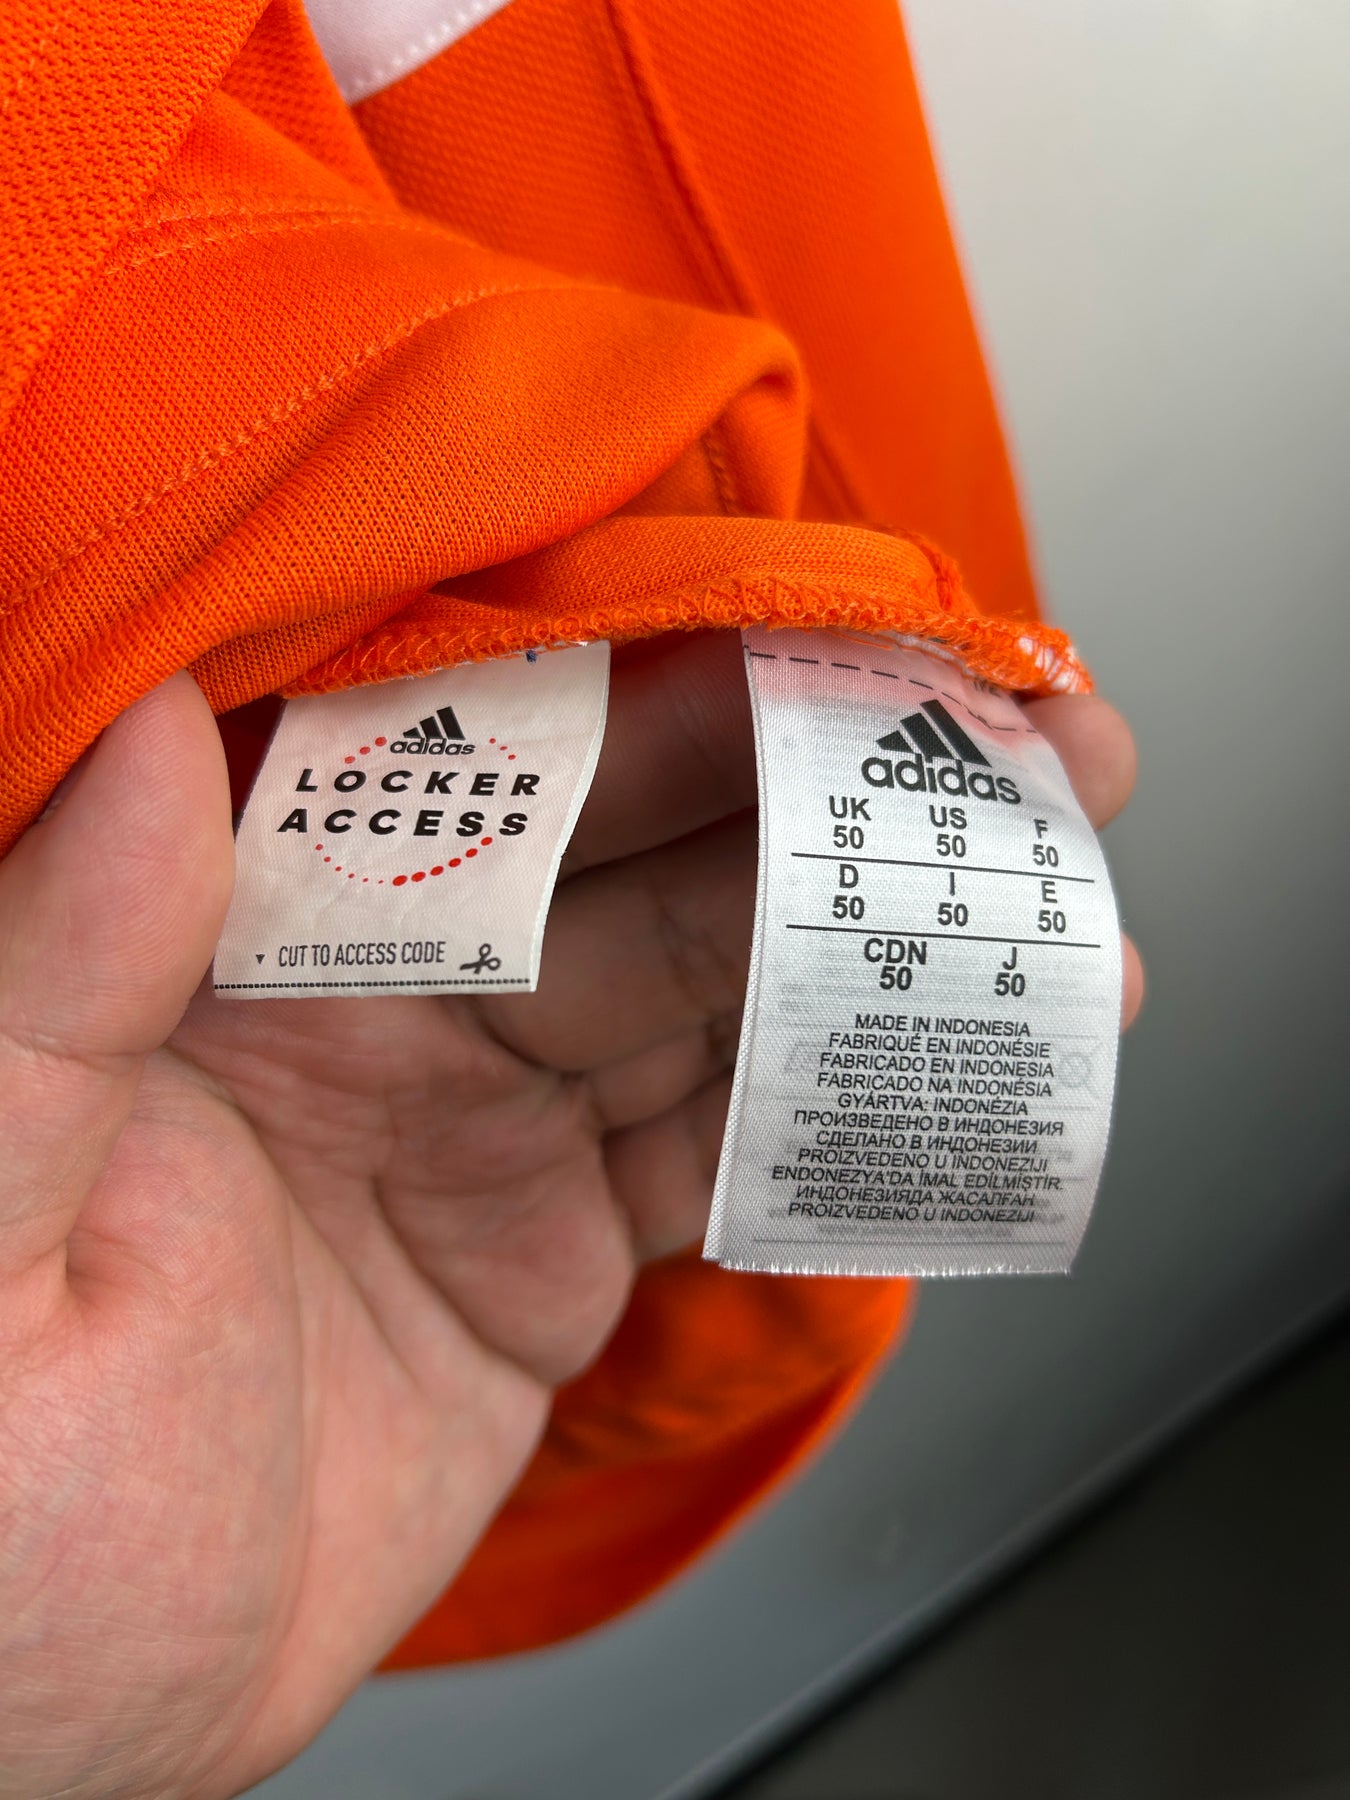 adidas
LOCKER
ACCESS
CUT TO ACCESS CODE
adidas
UK US F
50 50 50
D I E
50 50 50
CDN J
50 50
MADE IN INDONESIA
FABRIQUÉ EN INDONÉSIE
FABRICADO EN INDONESIA
FABRICADO NA INDONÉSIA
GYÁRTVA: INDONÉZIA
ПРОИЗВЕДЕНО В ИНДОНЕЗИЯ
СДЕЛАНО В ИНДОНЕЗИИ
PROIZVEDENO U INDONEZIJI
ENDONEZYA'DA İMAL EDİLMİŞTİR.
ИНДОНЕЗИЯДА ЖАСАЛҒАН
PROIZVEDENO U INDONEZIJI